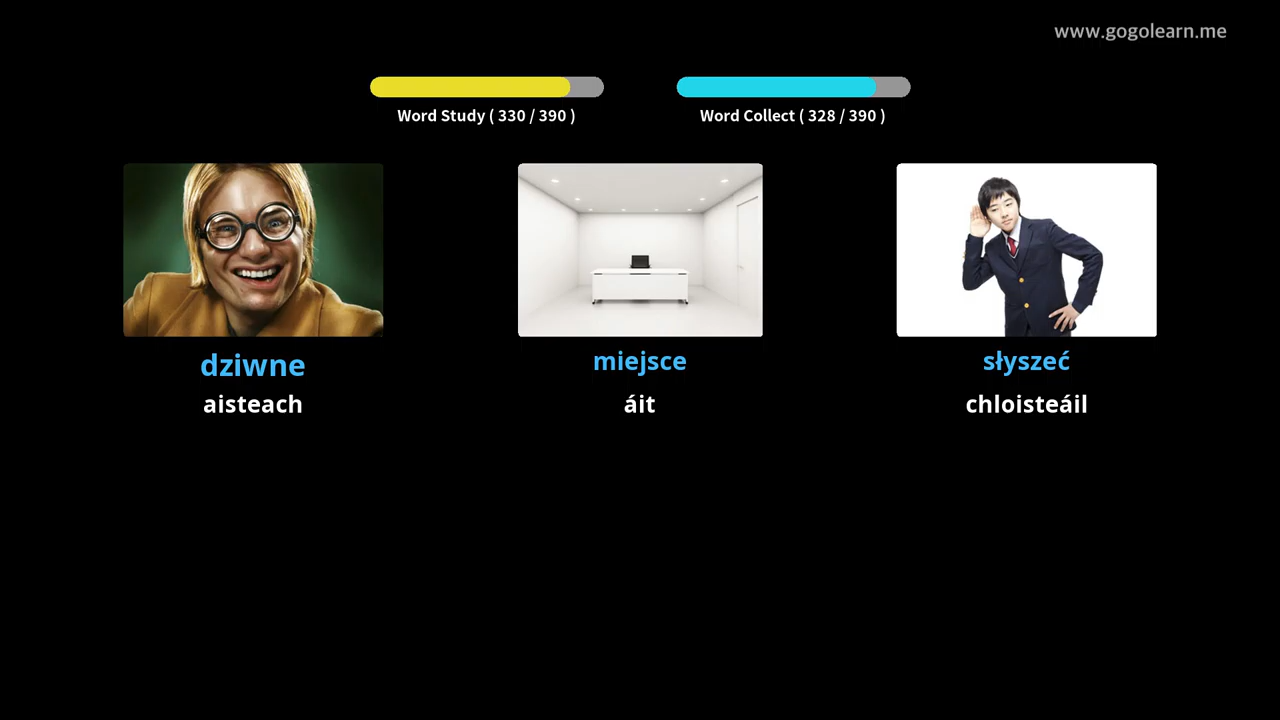 www.gogolearn.me
Word Study ( 330 / 390 )
Word Collect ( 328 / 390 )
dziwne
aisteach
miejsce
áit
słyszeć
chloisteáil